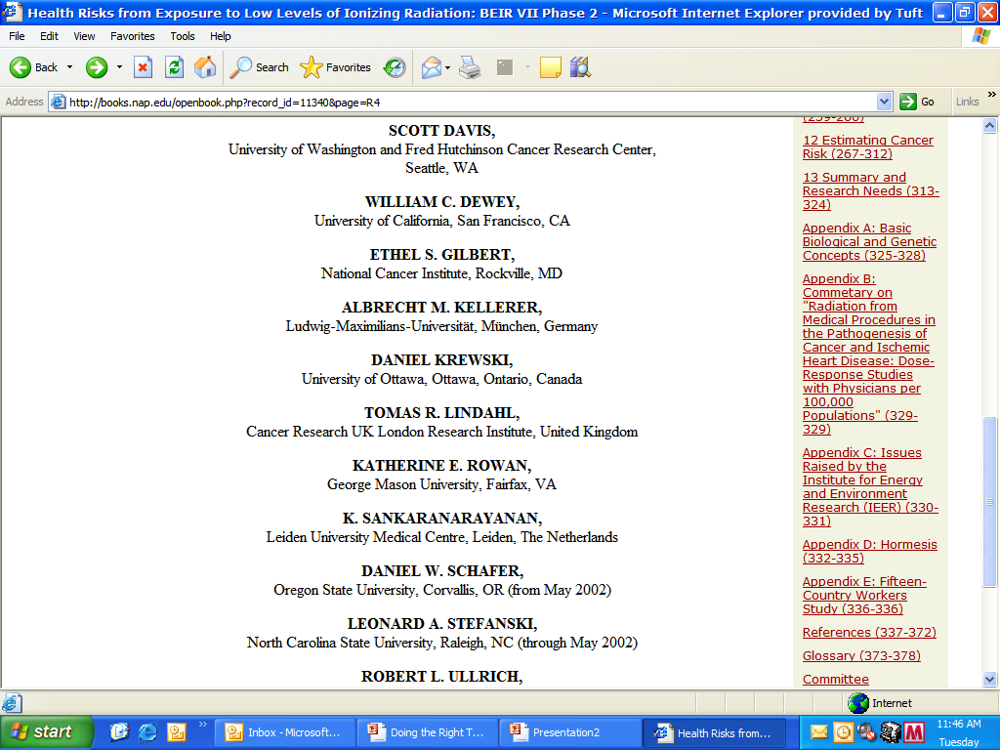 Health Risks from Exposure to Low Levels of Ionizing Radiation: BEIR VII Phase 2 - Microsoft Internet Explorer provided by Tuft
File Edit View Favorites Tools Help
Back Search Favorites
Address http://books.nap.edu/openbook.php?record_id=11340&page=R4 Go Links »
SCOTT DAVIS,
University of Washington and Fred Hutchinson Cancer Research Center,
Seattle, WA
WILLIAM C. DEWEY,
University of California, San Francisco, CA
ETHEL S. GILBERT,
National Cancer Institute, Rockville, MD
ALBRECHT M. KELLERER,
Ludwig-Maximilians-Universität, München, Germany
DANIEL KREWSKI,
University of Ottawa, Ottawa, Ontario, Canada
TOMAS R. LINDAHL,
Cancer Research UK London Research Institute, United Kingdom
KATHERINE E. ROWAN,
George Mason University, Fairfax, VA
K. SANKARANARAYANAN,
Leiden University Medical Centre, Leiden, The Netherlands
DANIEL W. SCHAFER,
Oregon State University, Corvallis, OR (from May 2002)
LEONARD A. STEFANSKI,
North Carolina State University, Raleigh, NC (through May 2002)
ROBERT L. ULLRICH,
12 Estimating Cancer
Risk (267-312)
13 Summary and
Research Needs (313-
324)
Appendix A: Basic
Biological and Genetic
Concepts (325-328)
Appendix B:
Commetary on
"Radiation from
Medical Procedures in
the Pathogenesis of
Cancer and Ischemic
Heart Disease: Dose-
Response Studies
with Physicians per
100,000
Populations" (329-
329)
Appendix C: Issues
Raised by the
Institute for Energy
and Environment
Research (IEER) (330-
331)
Appendix D: Hormesis
(332-335)
Appendix E: Fifteen-
Country Workers
Study (336-336)
References (337-372)
Glossary (373-378)
Committee
Internet
start » Inbox - Microsoft... Doing the Right T... Presentation2 Health Risks from... 11:46 AM
Tuesday